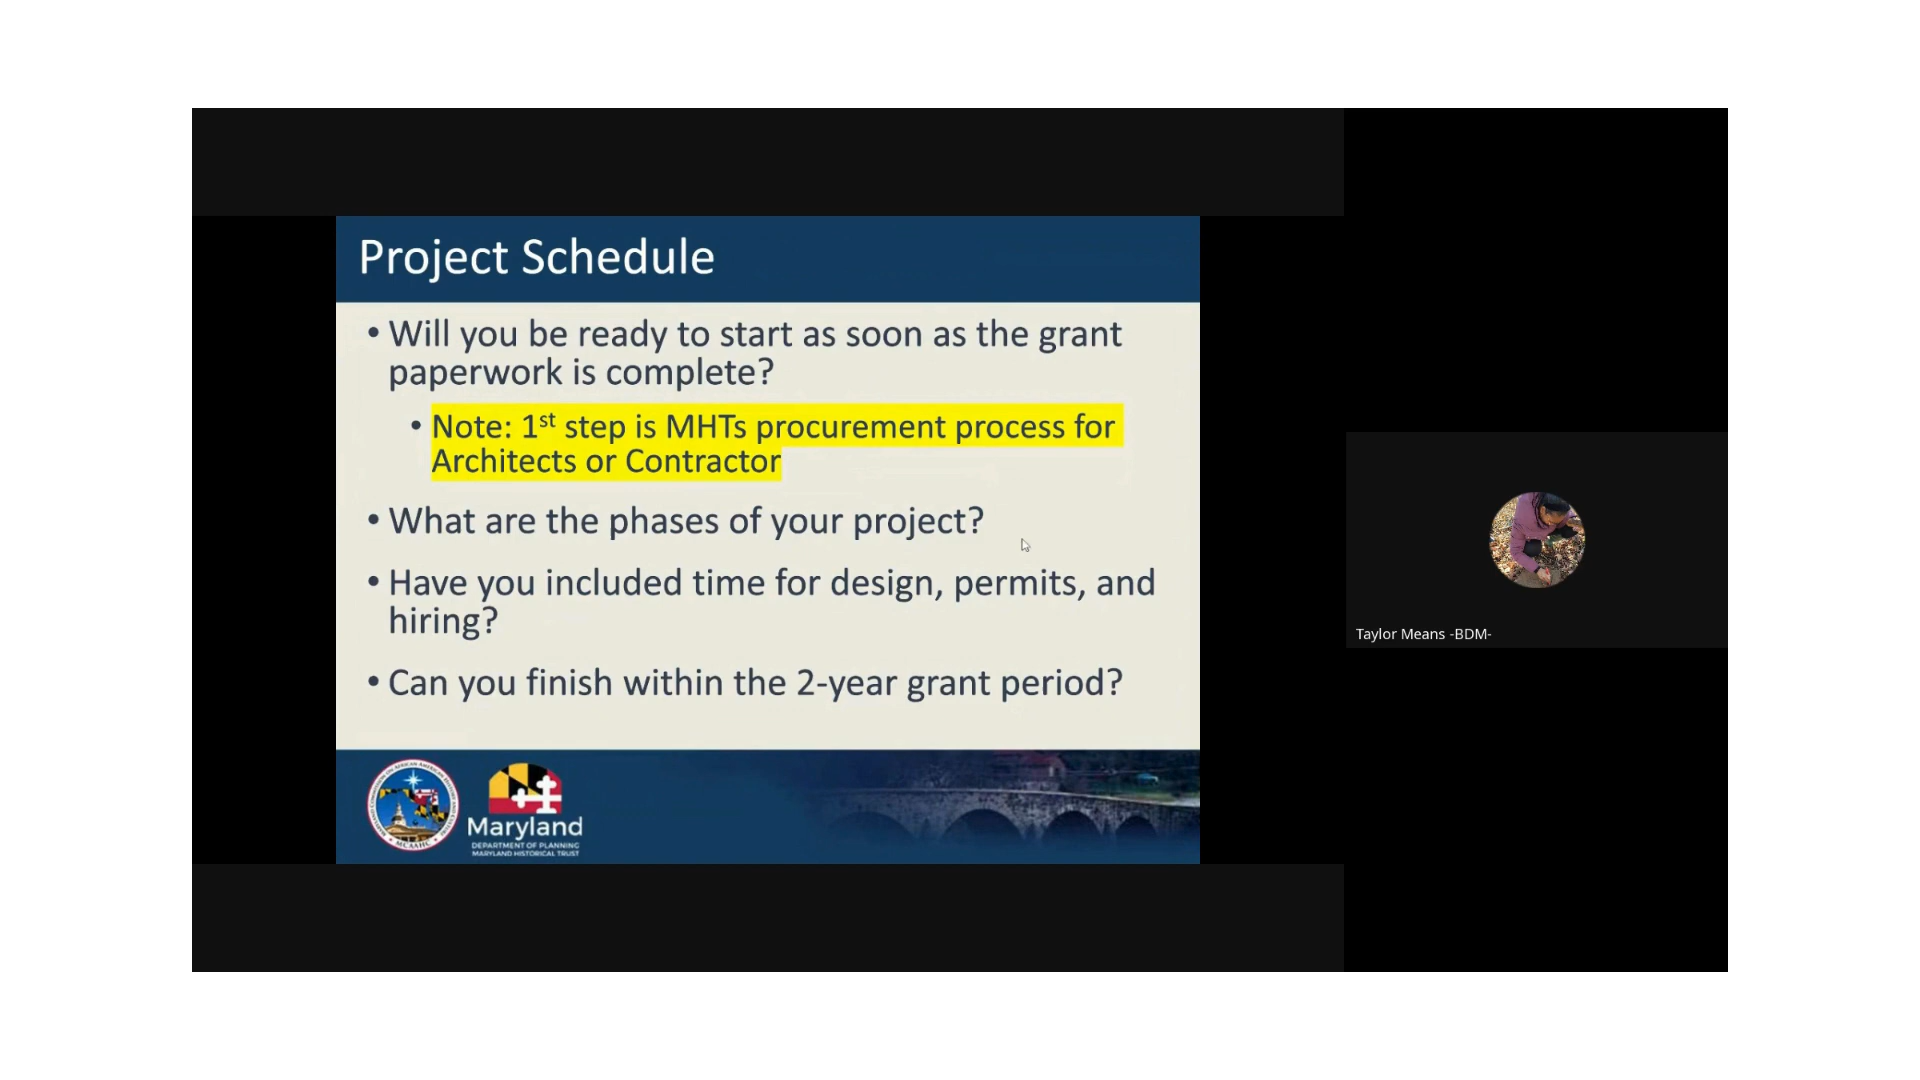 Project Schedule
• Will you be ready to start as soon as the grant
paperwork is complete?
• Note: 1st step is MHTs procurement process for
Architects or Contractor
• What are the phases of your project?
• Have you included time for design, permits, and
hiring?
• Can you finish within the 2-year grant period?
MCAAHC
Maryland
DEPARTMENT OF PLANNING
MARYLAND HISTORICAL TRUST
Taylor Means -BDM-